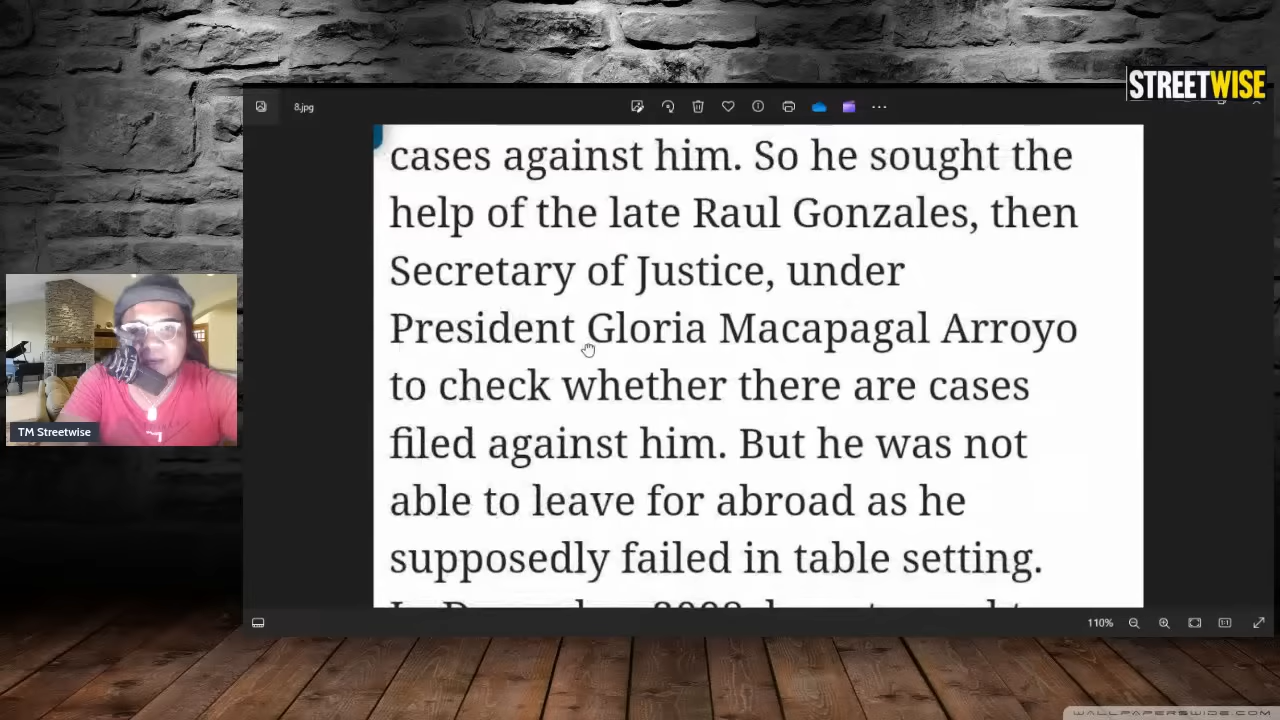 STREETWISE
8.jpg
cases against him. So he sought the
help of the late Raul Gonzales, then
Secretary of Justice, under
President Gloria Macapagal Arroyo
to check whether there are cases
filed against him. But he was not
able to leave for abroad as he
supposedly failed in table setting.
TM Streetwise
110%
WALLPAPERSWIDE.COM